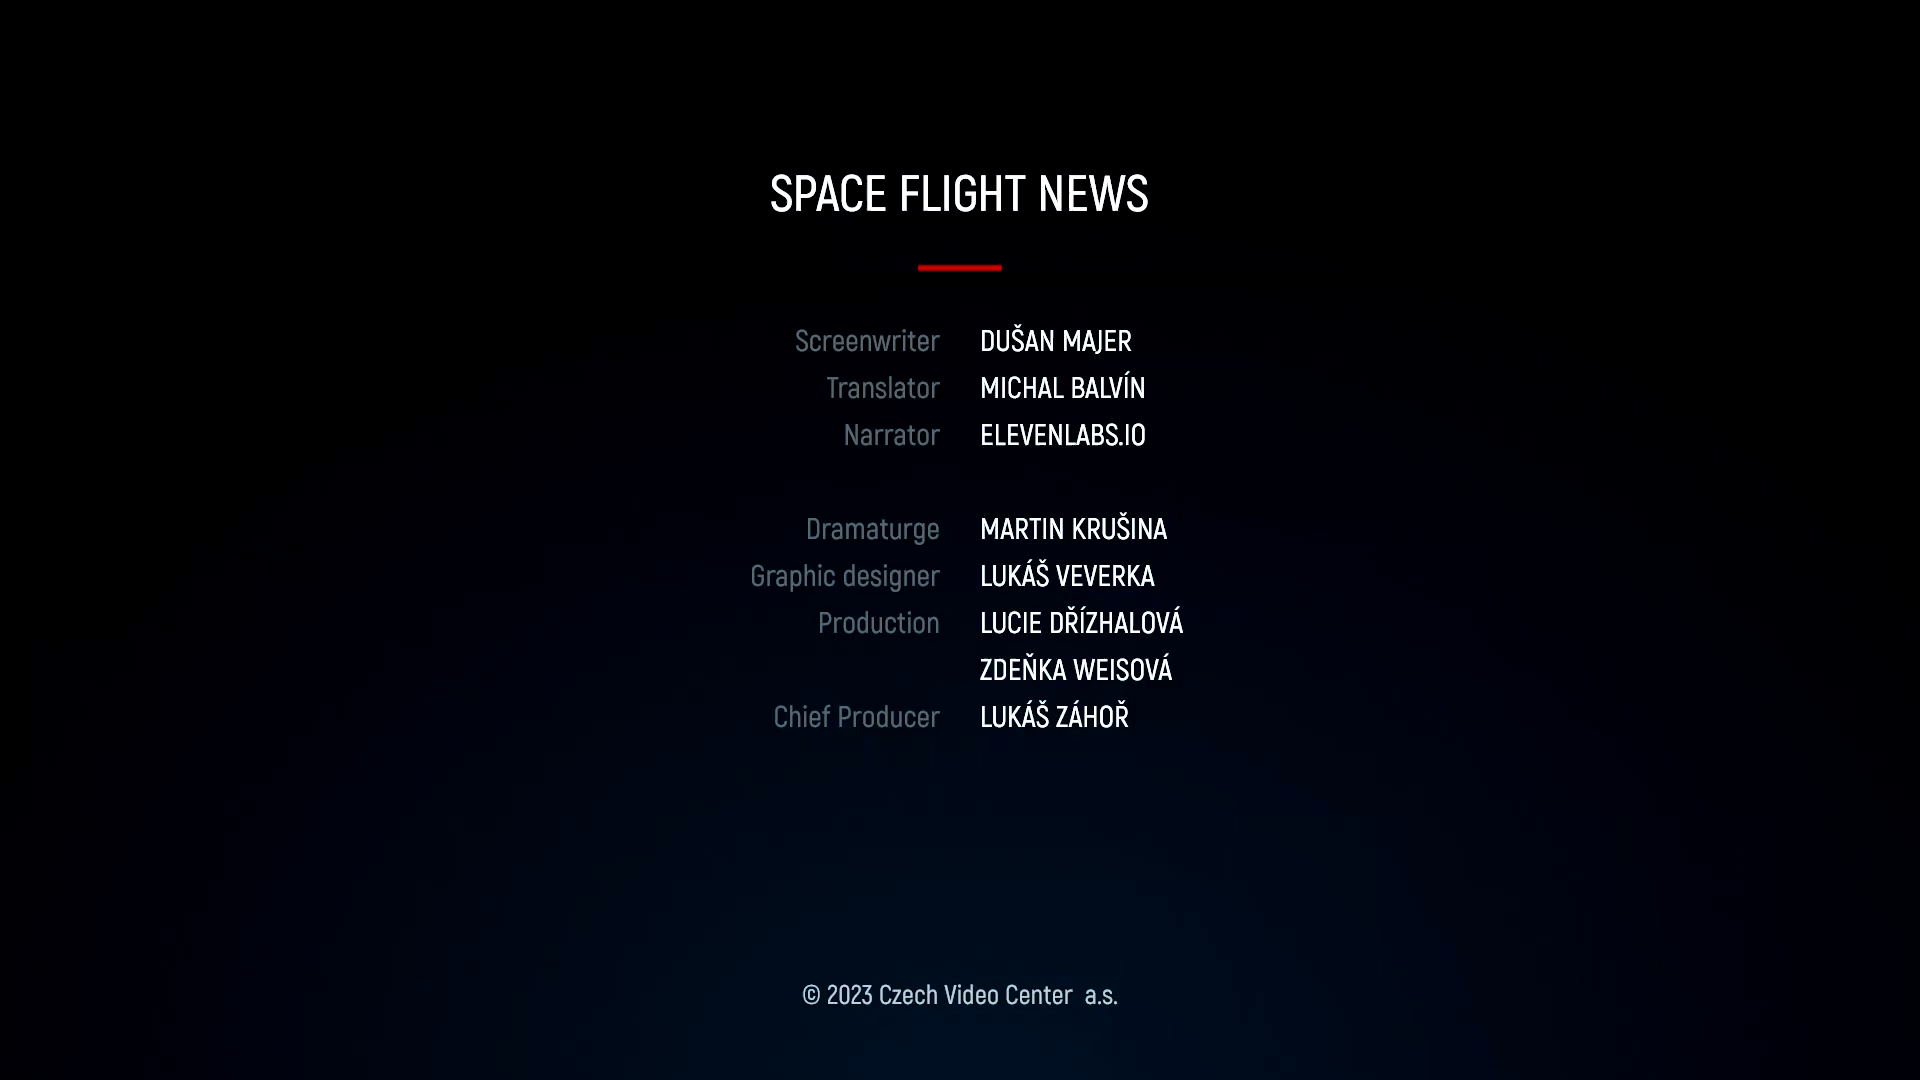 SPACE FLIGHT NEWS
Screenwriter DUŠAN MAJER
Translator MICHAL BALVÍN
Narrator ELEVENLABS.IO
Dramaturge MARTIN KRUŠINA
Graphic designer LUKÁŠ VEVERKA
Production LUCIE DŘÍZHALOVÁ
ZDEŇKA WEISOVÁ
Chief Producer LUKÁŠ ZÁHOŘ
© 2023 Czech Video Center a.s.